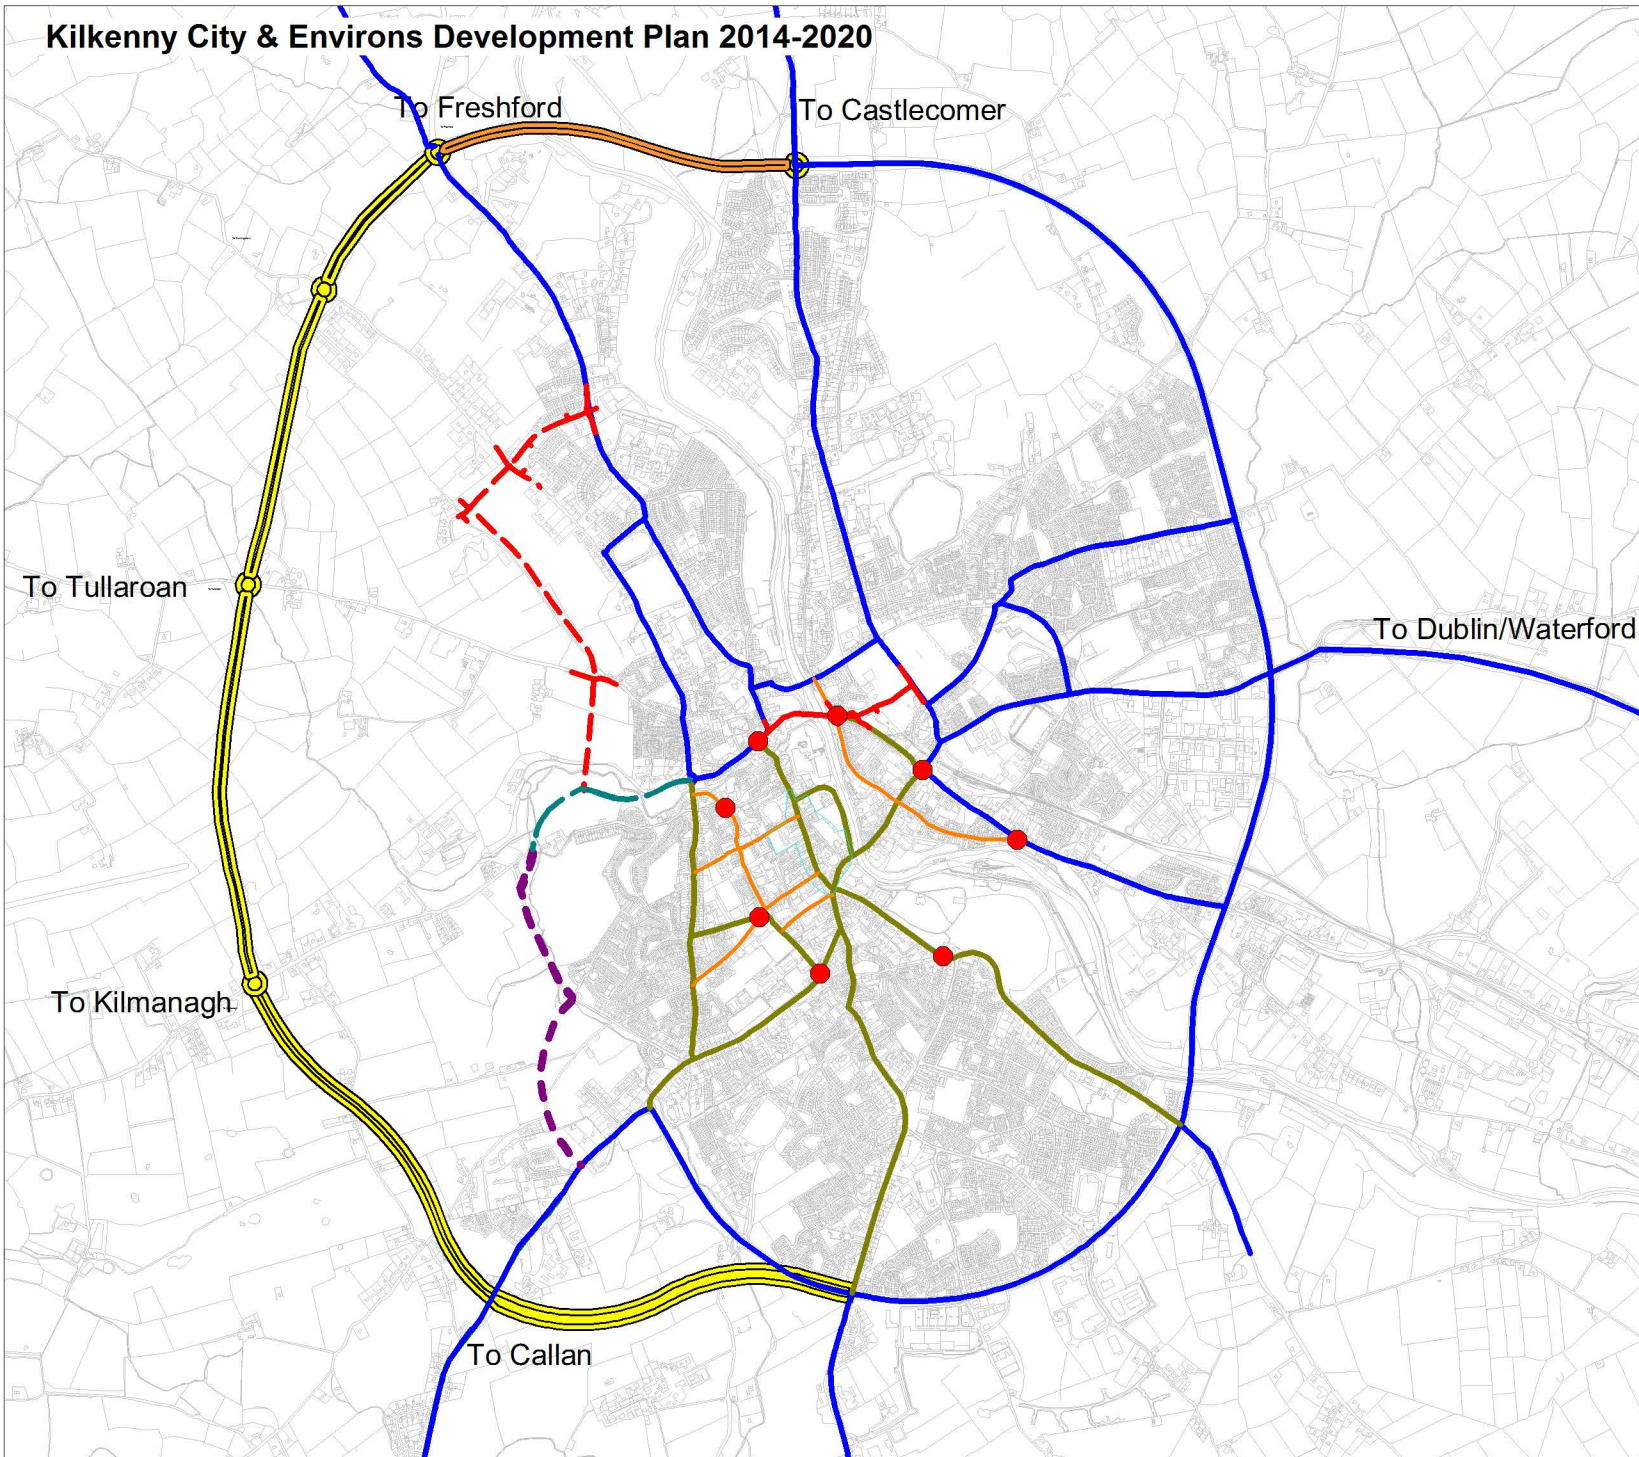 Kilkenny City & Environs Development Plan 2014-2020
To Freshford
To Castlecomer
To Tullaroan
To Dublin/Waterford
To Kilmanagh
To Callan